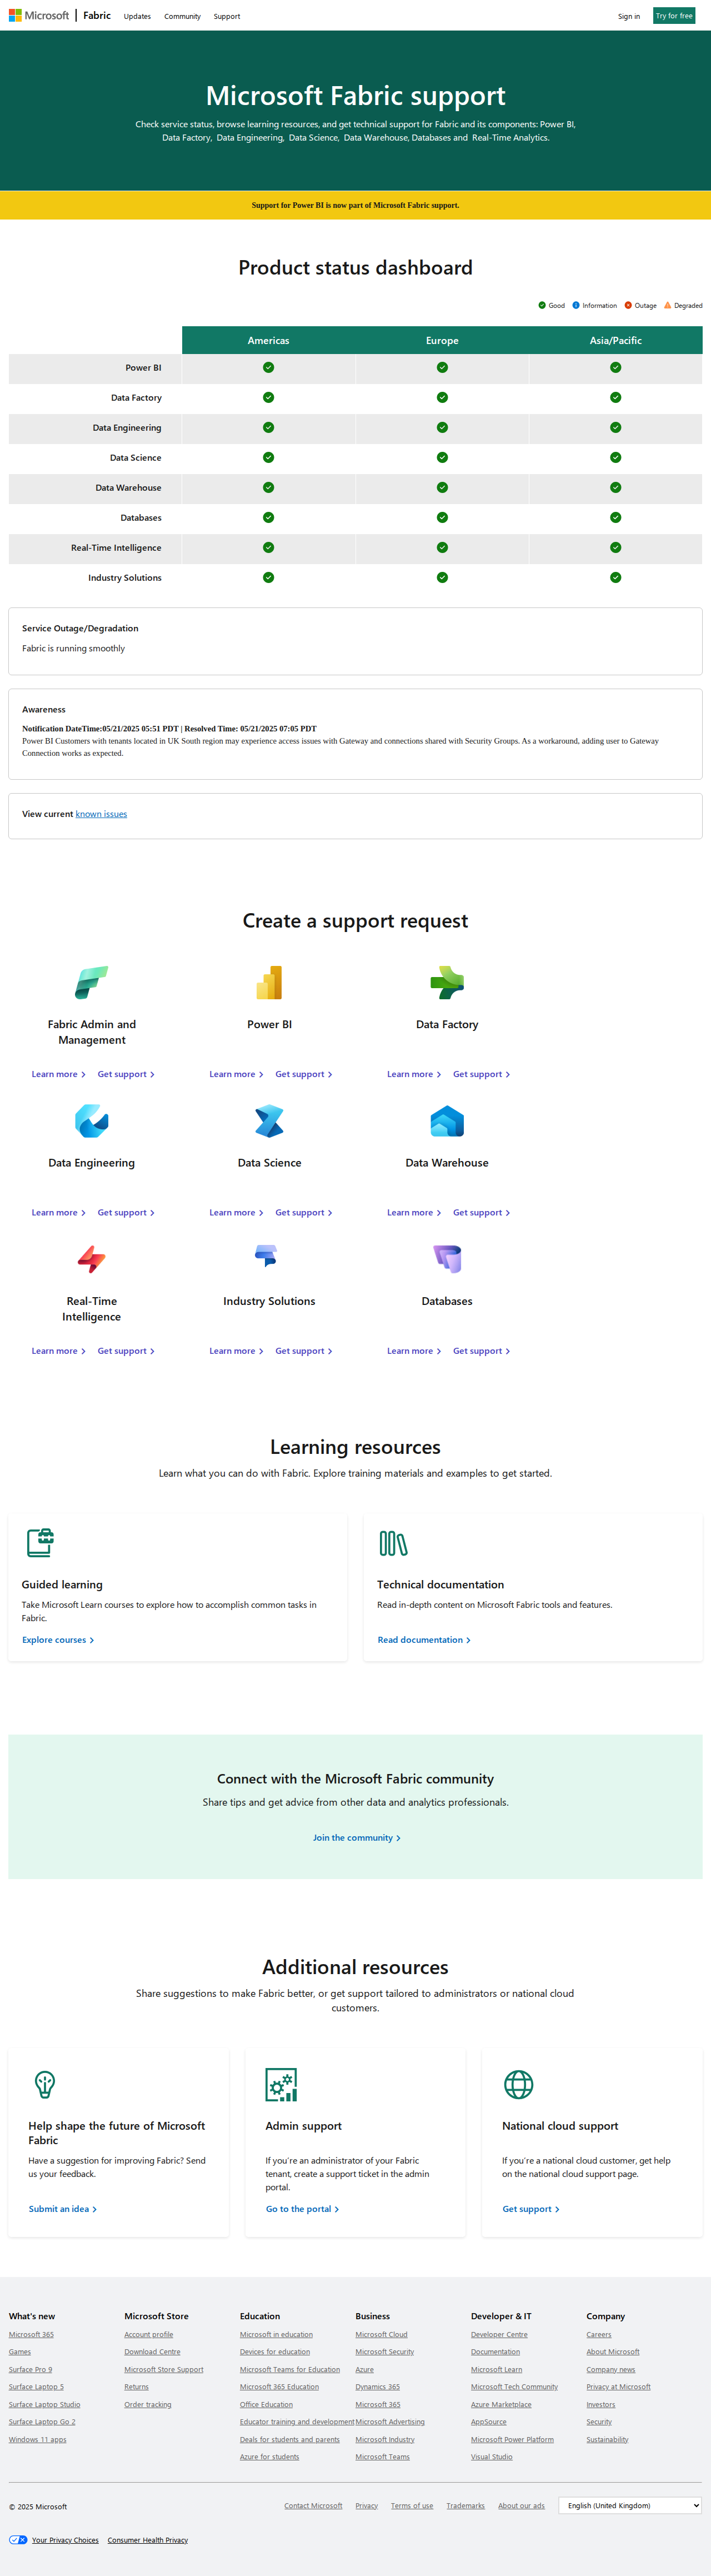 Microsoft | Fabric Updates Community Support Sign in Try for free
Microsoft Fabric support
Check service status, browse learning resources, and get technical support for Fabric and its components: Power BI,
Data Factory, Data Engineering, Data Science, Data Warehouse, Databases and Real-Time Analytics.
Support for Power BI is now part of Microsoft Fabric support.
Product status dashboard
Good Information Outage Degraded
Americas Europe Asia/Pacific
Power BI
Data Factory
Data Engineering
Data Science
Data Warehouse
Databases
Real-Time Intelligence
Industry Solutions
Service Outage/Degradation
Fabric is running smoothly
Awareness
Notification DateTime:05/21/2025 05:51 PDT | Resolved Time: 05/21/2025 07:05 PDT
Power BI Customers with tenants located in UK South region may experience access issues with Gateway and connections shared with Security Groups. As a workaround, adding user to Gateway
Connection works as expected.
View current known issues
Create a support request
Fabric Admin and
Management
Power BI
Data Factory
Learn more Get support Learn more Get support Learn more Get support
Data Engineering Data Science Data Warehouse
Learn more Get support Learn more Get support Learn more Get support
Real-Time
Intelligence
Industry Solutions
Databases
Learn more Get support Learn more Get support Learn more Get support
Learning resources
Learn what you can do with Fabric. Explore training materials and examples to get started.
Guided learning
Take Microsoft Learn courses to explore how to accomplish common tasks in
Fabric.
Explore courses
Technical documentation
Read in-depth content on Microsoft Fabric tools and features.
Read documentation
Connect with the Microsoft Fabric community
Share tips and get advice from other data and analytics professionals.
Join the community
Additional resources
Share suggestions to make Fabric better, or get support tailored to administrators or national cloud
customers.
Help shape the future of Microsoft
Fabric
Have a suggestion for improving Fabric? Send
us your feedback.
Submit an idea
Admin support
If you're an administrator of your Fabric
tenant, create a support ticket in the admin
portal.
Go to the portal
National cloud support
If you're a national cloud customer, get help
on the national cloud support page.
Get support
What's new
Microsoft 365
Games
Surface Pro 9
Surface Laptop 5
Surface Laptop Studio
Surface Laptop Go 2
Windows 11 apps
Microsoft Store
Account profile
Download Centre
Microsoft Store Support
Returns
Order tracking
Education
Microsoft in education
Devices for education
Microsoft Teams for Education
Microsoft 365 Education
Office Education
Educator training and development
Deals for students and parents
Azure for students
Business
Microsoft Cloud
Microsoft Security
Azure
Dynamics 365
Microsoft 365
Microsoft Advertising
Microsoft Industry
Microsoft Teams
Developer & IT
Developer Centre
Documentation
Microsoft Learn
Microsoft Tech Community
Azure Marketplace
AppSource
Microsoft Power Platform
Visual Studio
Company
Careers
About Microsoft
Company news
Privacy at Microsoft
Investors
Security
Sustainability
© 2025 Microsoft Contact Microsoft Privacy Terms of use Trademarks About our ads English (United Kingdom)
Your Privacy Choices Consumer Health Privacy